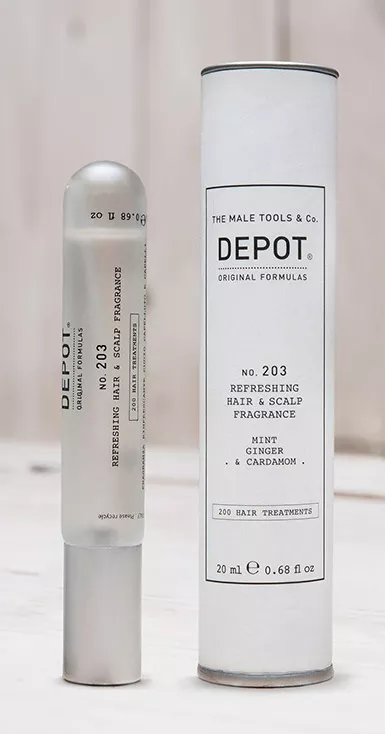 0.68 fl oz
DEPOT®
ORIGINAL FORMULAS
No. 203
REFRESHING HAIR & SCALP FRAGRANCE
200 HAIR TREATMENTS
Please recycle
THE MALE TOOLS & Co.
DEPOT®
ORIGINAL FORMULAS
No. 203
REFRESHING
HAIR & SCALP
FRAGRANCE
MINT
GINGER
. & CARDAMOM .
200 HAIR TREATMENTS
20 ml ℮ 0.68 fl oz